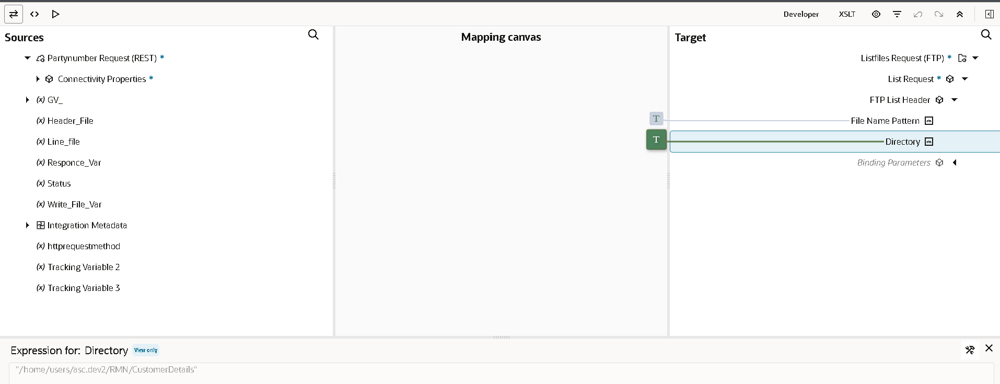 Developer XSLT
Sources
Mapping canvas
Target
Partynumber Request (REST) *
Connectivity Properties *
(x) GV_
(x) Header_File
(x) Line_file
(x) Responce_Var
(x) Status
(x) Write_File_Var
Integration Metadata
(x) httprequestmethod
(x) Tracking Variable 2
(x) Tracking Variable 3
T
T
Listfiles Request (FTP) *
List Request *
FTP List Header
File Name Pattern abc
Directory abc
Binding Parameters
Expression for: Directory View only
"/home/users/asc.dev2/RMN/CustomerDetails"